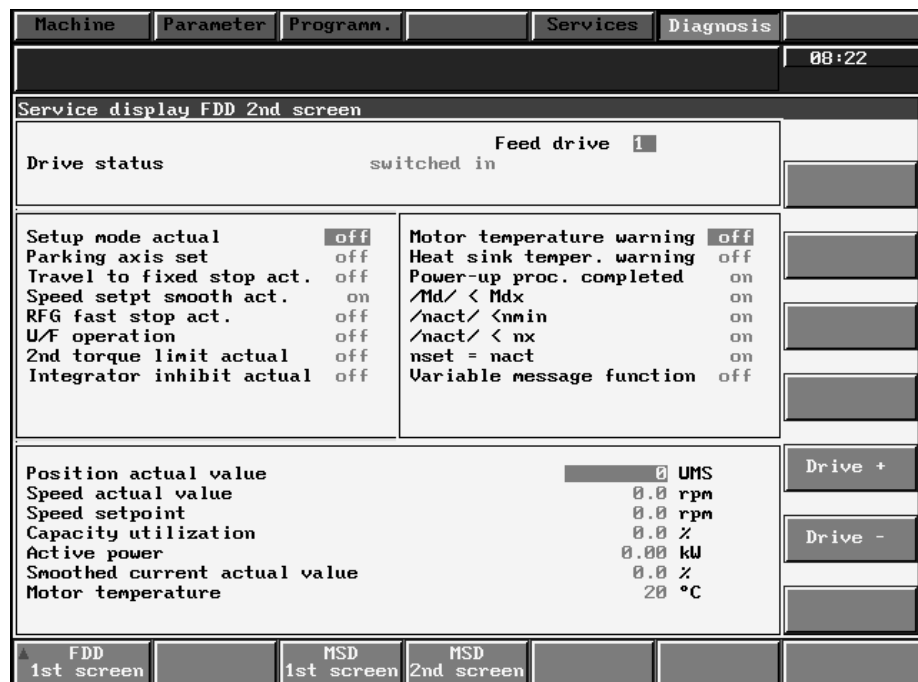 Machine Parameter Programm. Services Diagnosis
08:22
Service display FDD 2nd screen
Feed drive 1
Drive status switched in
Setup mode actual off
Parking axis set off
Travel to fixed stop act. off
Speed setpt smooth act. on
RFG fast stop act. off
U/F operation off
2nd torque limit actual off
Integrator inhibit actual off
Motor temperature warning off
Heat sink temper. warning off
Power-up proc. completed on
/Md/ < Mdx on
/nact/ <nmin on
/nact/ < nx on
nset = nact on
Variable message function off
Position actual value 0 UMS
Speed actual value 0.0 rpm
Speed setpoint 0.0 rpm
Capacity utilization 0.0 %
Active power 0.00 kW
Smoothed current actual value 0.0 %
Motor temperature 20 °C
Drive +
Drive -
FDD
1st screen
MSD
1st screen
MSD
2nd screen